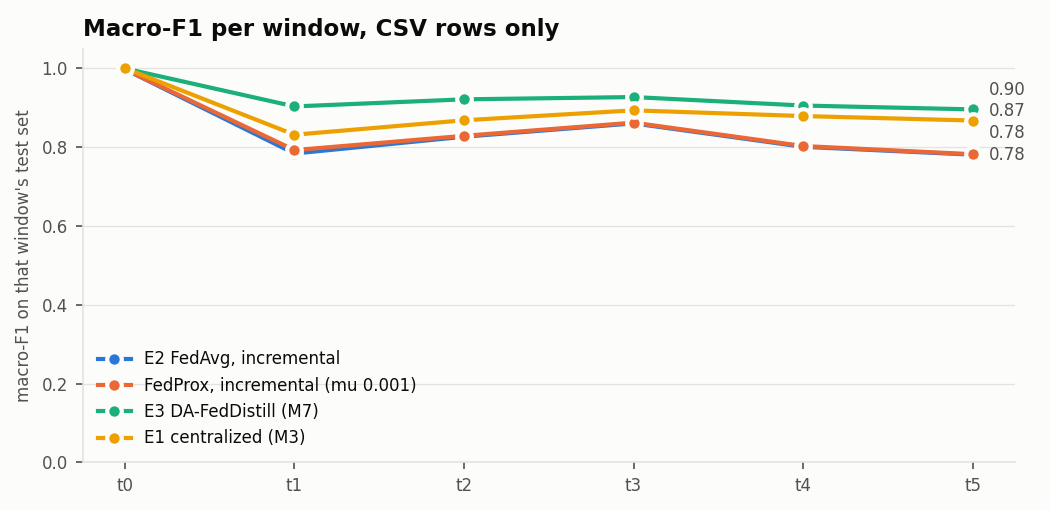 Macro-F1 per window, CSV rows only
macro-F1 on that window's test set
1.0
0.8
0.6
0.4
0.2
0.0
0.90
0.87
0.78
0.78
E2 FedAvg, incremental
FedProx, incremental (mu 0.001)
E3 DA-FedDistill (M7)
E1 centralized (M3)
t0
t1
t2
t3
t4
t5